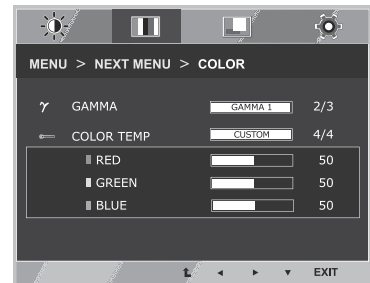 MENU > NEXT MENU > COLOR
γ GAMMA GAMMA 1 2/3
COLOR TEMP CUSTOM 4/4
RED 50
GREEN 50
BLUE 50
EXIT